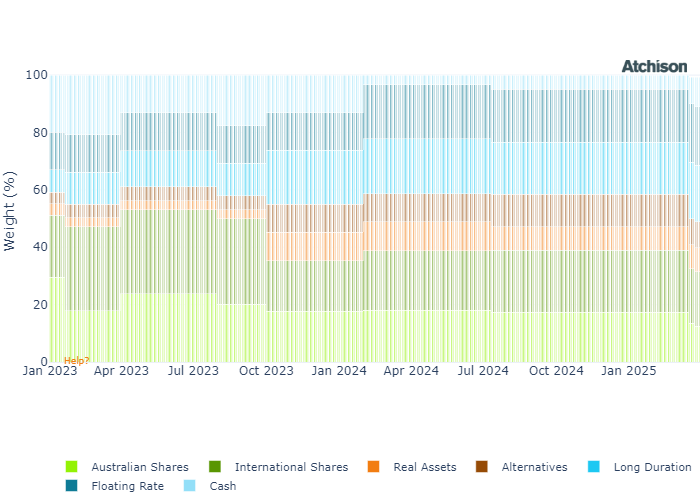 Atchison
100
80
60
40
20
0
Weight (%)
Help?
Jan 2023 Apr 2023 Jul 2023 Oct 2023 Jan 2024 Apr 2024 Jul 2024 Oct 2024 Jan 2025
Australian Shares International Shares Real Assets Alternatives Long Duration
Floating Rate Cash